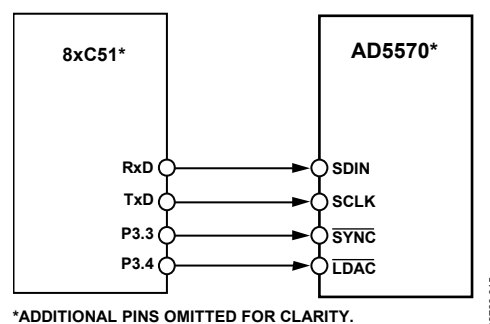 8xC51*
AD5570*
RxD
SDIN
TxD
SCLK
P3.3
SYNC
P3.4
LDAC
*ADDITIONAL PINS OMITTED FOR CLARITY.